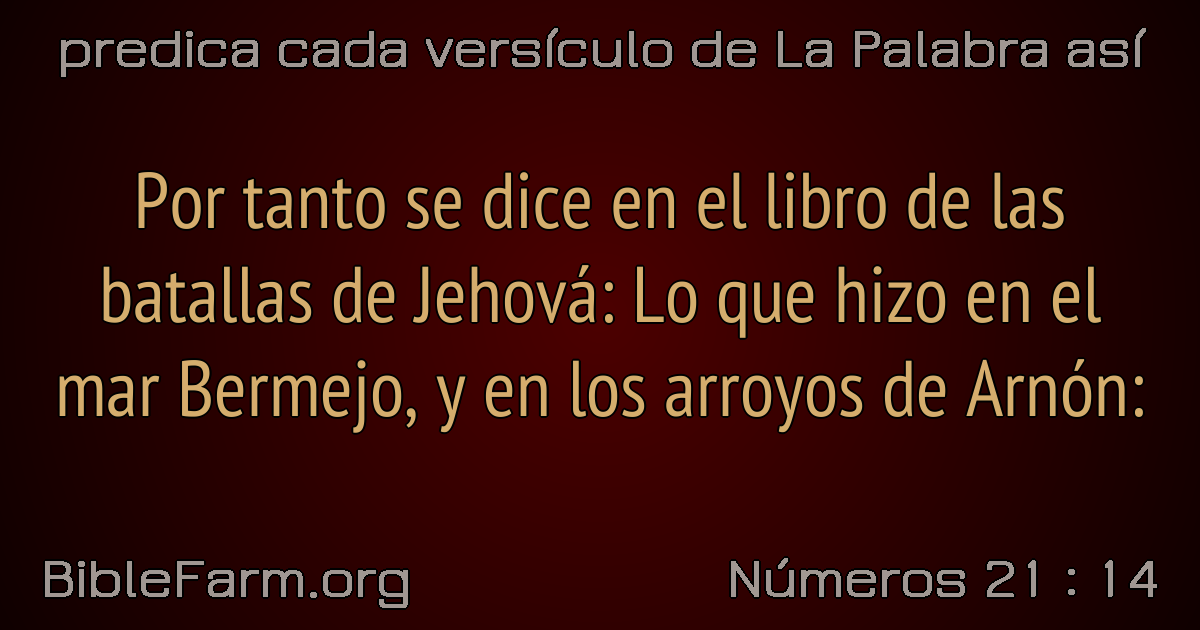 predica cada versículo de La Palabra así
Por tanto se dice en el libro de las
batallas de Jehová: Lo que hizo en el
mar Bermejo, y en los arroyos de Arnón:
BibleFarm.org
Números 21 : 14